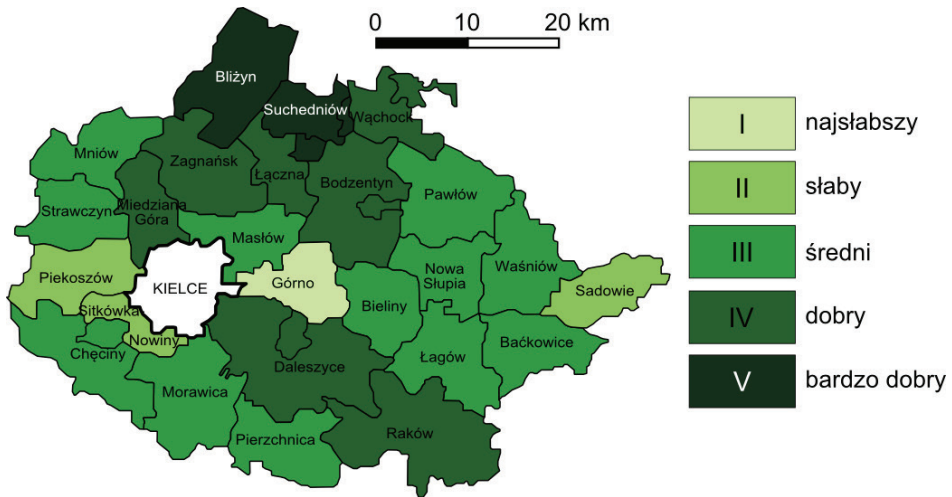 0 10 20 km
Bliżyn
Suchedniów
Wąchock
Mniów
Zagnańsk
Łączna
Bodzentyn
Pawłów
Strawczyn
Miedziana
Góra
Masłów
Nowa
Słupia
Waśniów
Piekoszów
KIELCE
Górno
Bieliny
Sadowie
Sitkówka
Nowiny
Chęciny
Daleszyce
Łagów
Baćkowice
Morawica
Pierzchnica
Raków
I najsłabszy
II słaby
III średni
IV dobry
V bardzo dobry